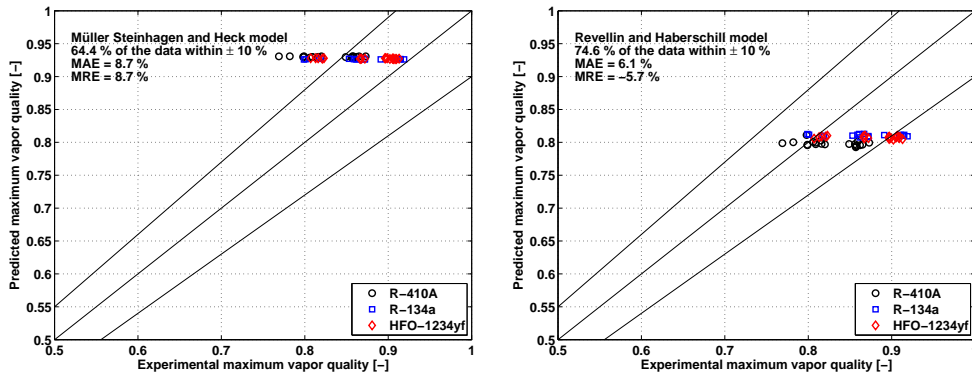 Müller Steinhagen and Heck model
64.4 % of the data within ± 10 %
MAE = 8.7 %
MRE = 8.7 %
Predicted maximum vapor quality [−]
1
0.95
0.9
0.85
0.8
0.75
0.7
0.65
0.6
0.55
0.5
R−410A
R−134a
HFO−1234yf
0.5 0.6 0.7 0.8 0.9 1
Experimental maximum vapor quality [−]
Revellin and Haberschill model
74.6 % of the data within ± 10 %
MAE = 6.1 %
MRE = −5.7 %
Predicted maximum vapor quality [−]
1
0.95
0.9
0.85
0.8
0.75
0.7
0.65
0.6
0.55
0.5
R−410A
R−134a
HFO−1234yf
0.5 0.6 0.7 0.8 0.9
Experimental maximum vapor quality [−]